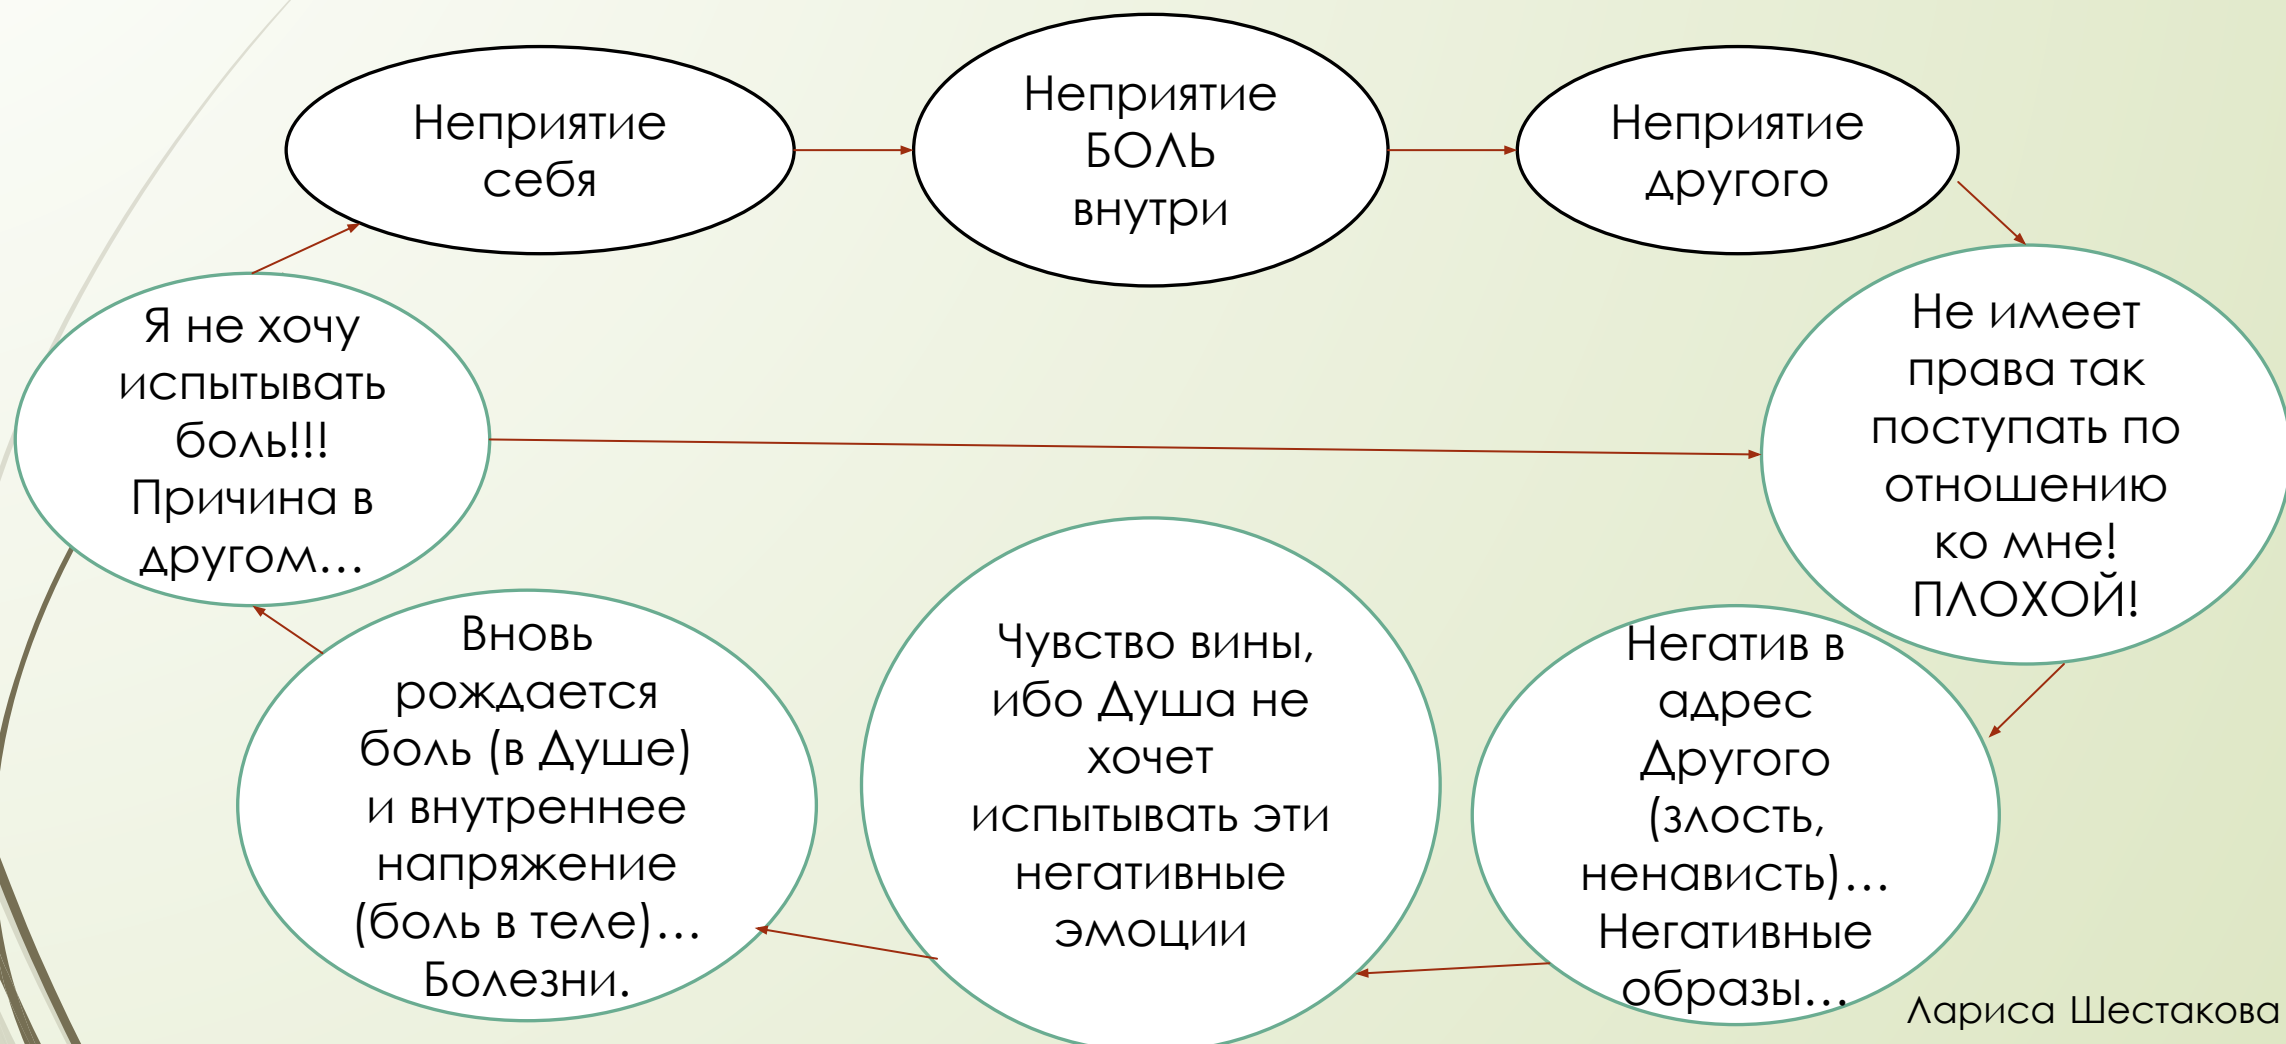 Неприятие
себя
Неприятие
БОЛЬ
внутри
Неприятие
другого
Не имеет
права так
поступать по
отношению
ко мне!
ПЛОХОЙ!
Негатив в
адрес
Другого
(злость,
ненависть)…
Негативные
образы…
Чувство вины,
ибо Душа не
хочет
испытывать эти
негативные
эмоции
Вновь
рождается
боль (в Душе)
и внутреннее
напряжение
(боль в теле)…
Болезни.
Я не хочу
испытывать
боль!!!
Причина в
другом…
Лариса Шестакова